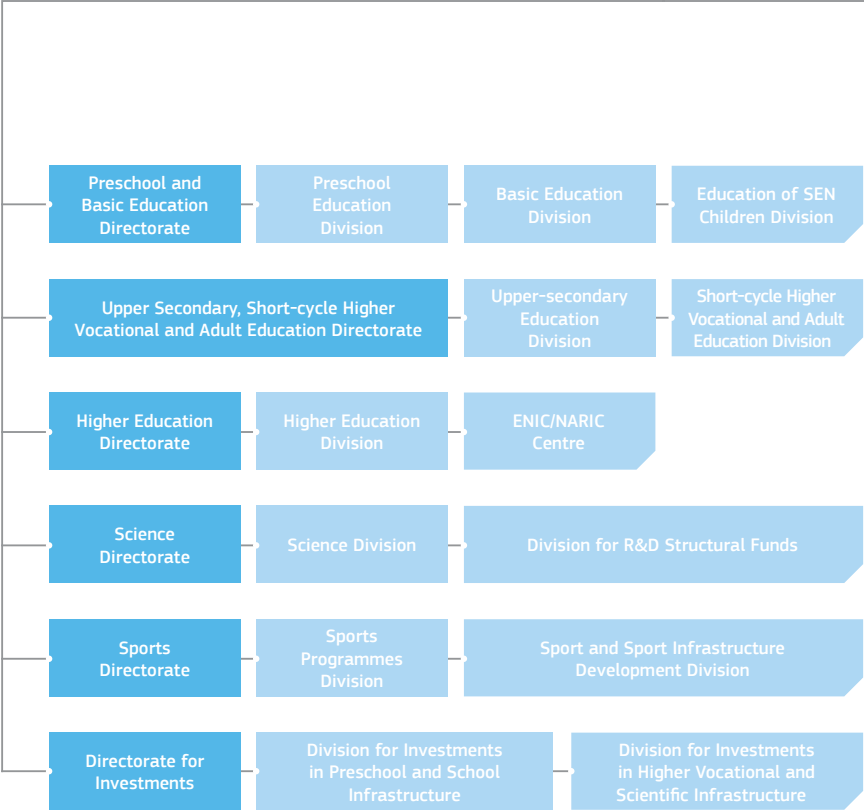 Preschool and
Basic Education
Directorate
Preschool
Education
Division
Basic Education
Division
Education of SEN
Children Division
Upper Secondary, Short-cycle Higher
Vocational and Adult Education Directorate
Upper-secondary
Education
Division
Short-cycle Higher
Vocational and Adult
Education Division
Higher Education
Directorate
Higher Education
Division
ENIC/NARIC
Centre
Science
Directorate
Science Division
Division for R&D Structural Funds
Sports
Directorate
Sports
Programmes
Division
Sport and Sport Infrastructure
Development Division
Directorate for
Investments
Division for Investments
in Preschool and School
Infrastructure
Division for Investments
in Higher Vocational and
Scientific Infrastructure